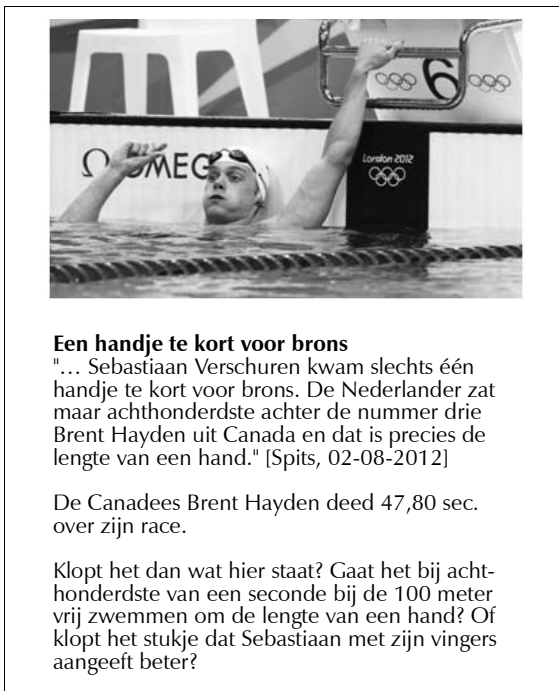 6
Ω OMEG
London 2012
Een handje te kort voor brons
"... Sebastiaan Verschuren kwam slechts één
handje te kort voor brons. De Nederlander zat
maar achthonderdste achter de nummer drie
Brent Hayden uit Canada en dat is precies de
lengte van een hand." [Spits, 02-08-2012]
De Canadees Brent Hayden deed 47,80 sec.
over zijn race.
Klopt het dan wat hier staat? Gaat het bij acht-
honderdste van een seconde bij de 100 meter
vrij zwemmen om de lengte van een hand? Of
klopt het stukje dat Sebastiaan met zijn vingers
aangeeft beter?